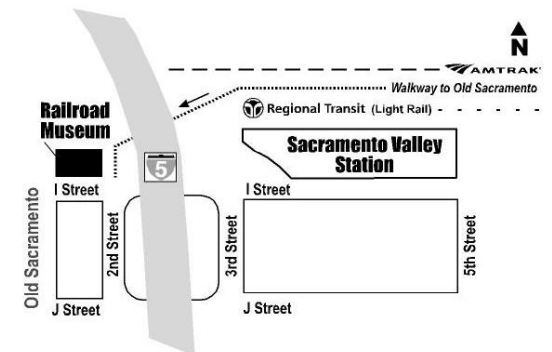 N
AMTRAK
Walkway to Old Sacramento
Regional Transit (Light Rail)
Railroad
Museum
Sacramento Valley
Station
5
I Street
I Street
Old Sacramento
2nd Street
3rd Street
5th Street
J Street
J Street